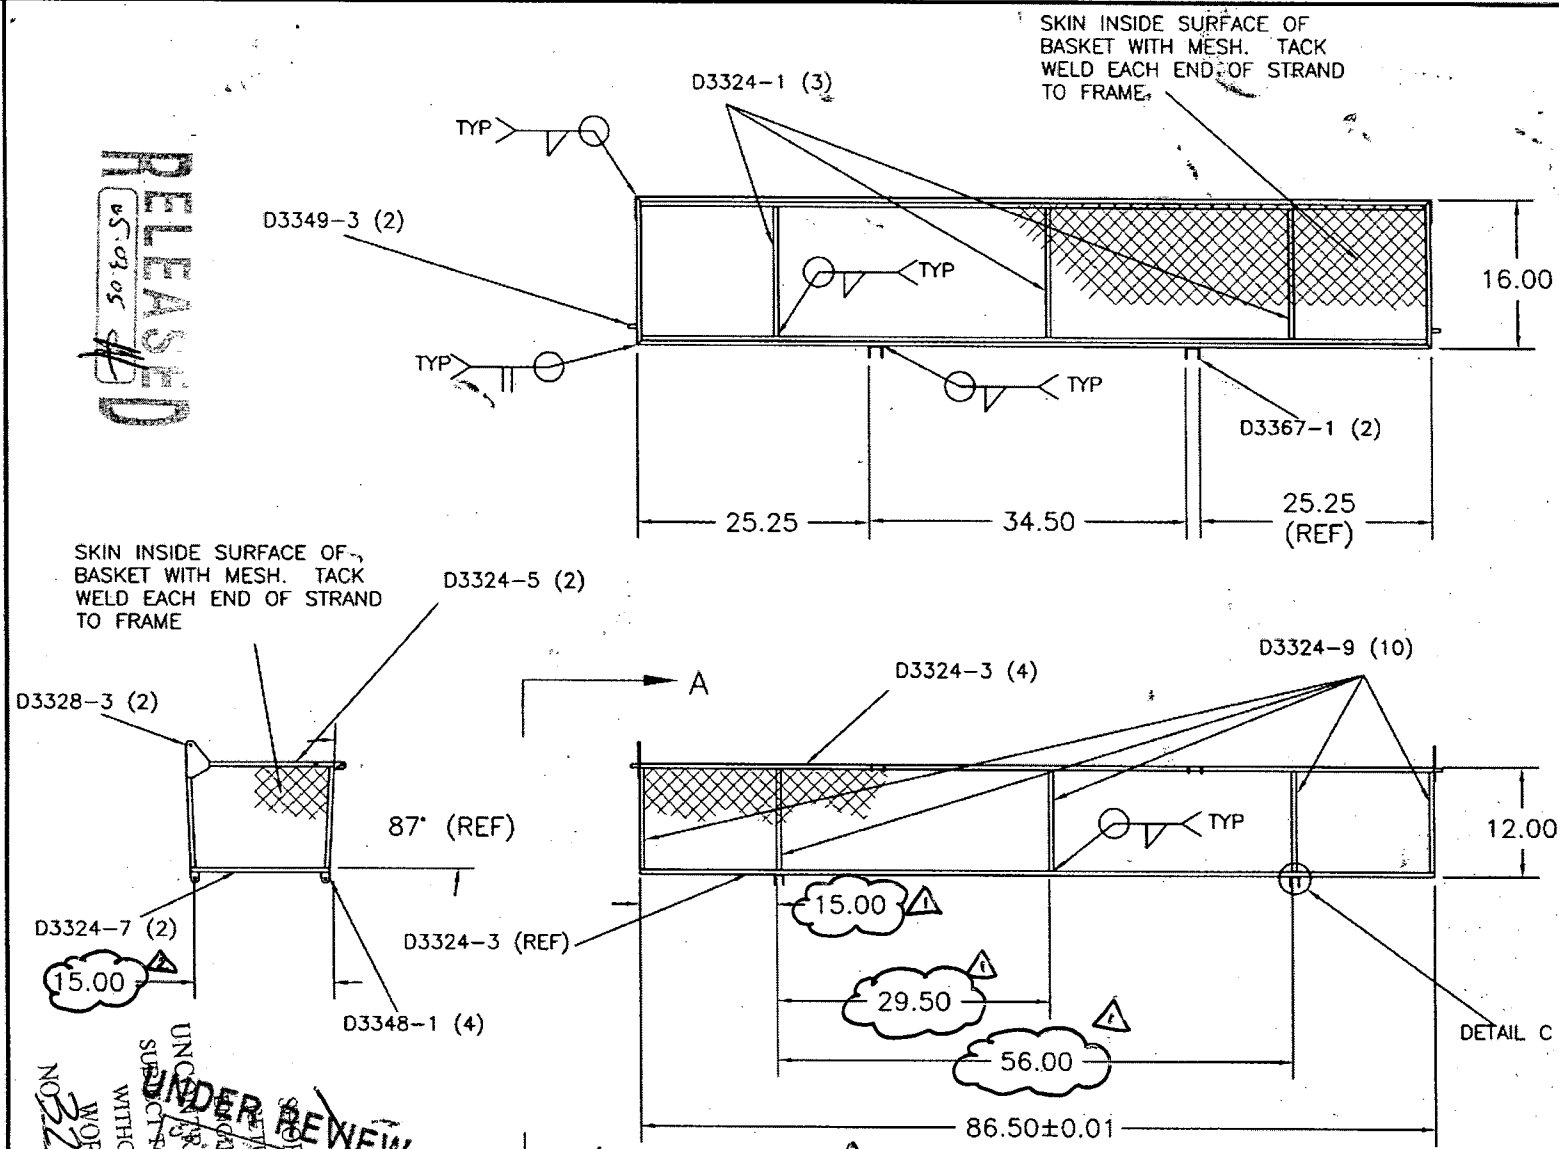 SKIN INSIDE SURFACE OF
BASKET WITH MESH. TACK
WELD EACH END OF STRAND
TO FRAME.
D3324-1 (3)
TYP
RELEASED
D3349-3 (2)
TYP
16.00
TYP
TYP
D3367-1 (2)
25.25
34.50
25.25
(REF)
SKIN INSIDE SURFACE OF
BASKET WITH MESH. TACK
WELD EACH END OF STRAND
TO FRAME
D3324-5 (2)
D3324-9 (10)
D3324-3 (4)
A
D3328-3 (2)
87° (REF)
TYP
12.00
15.00
D3324-7 (2)
D3324-3 (REF)
15.00
29.50
D3348-1 (4)
DETAIL C
56.00
UNDER REVIEW
NO
86.50±0.01